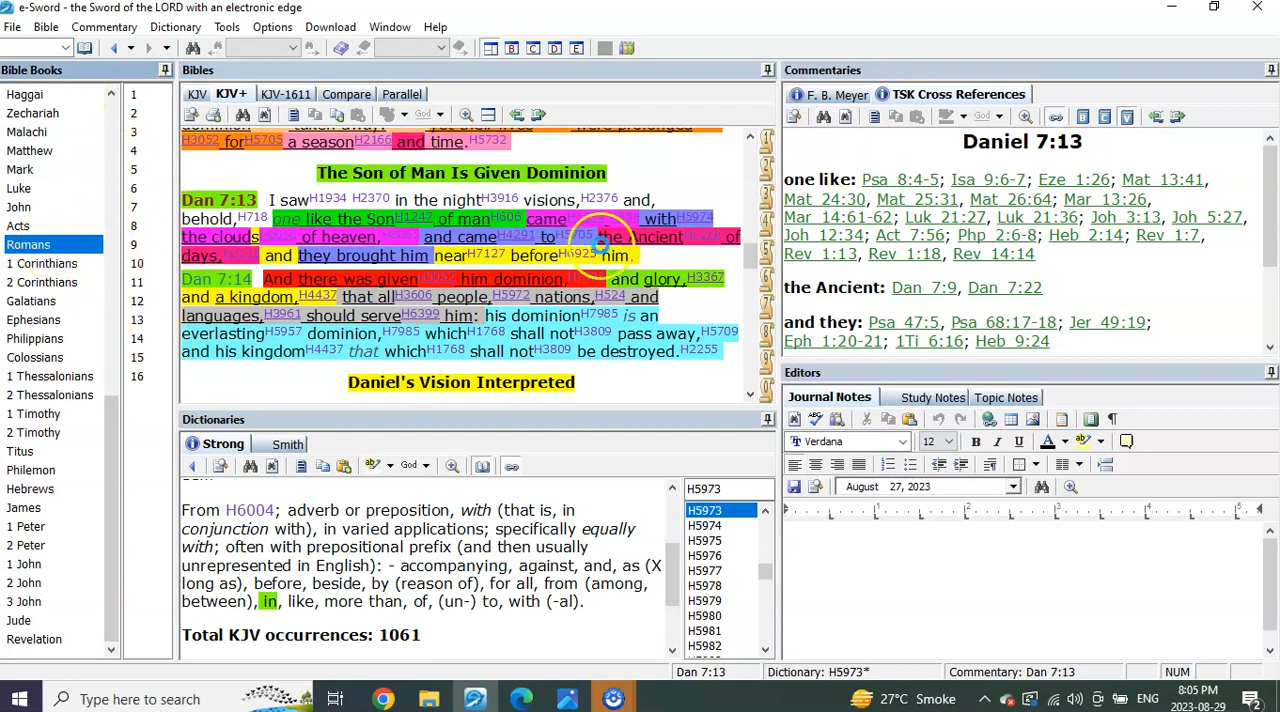 e-Sword - the Sword of the LORD with an electronic edge
File Bible Commentary Dictionary Tools Options Download Window Help
B C D E
Bible Books
Haggai
Zechariah
Malachi
Matthew
Mark
Luke
John
Acts
Romans
1 Corinthians
2 Corinthians
Galatians
Ephesians
Philippians
Colossians
1 Thessalonians
2 Thessalonians
1 Timothy
2 Timothy
Titus
Philemon
Hebrews
James
1 Peter
2 Peter
1 John
2 John
3 John
Jude
Revelation
1
2
3
4
5
6
7
8
9
10
11
12
13
14
15
16
Bibles
KJV KJV+ KJV-1611 Compare Parallel
God
H3052 for H5705 a season H2166 and time. H5732
The Son of Man Is Given Dominion
Dan 7:13 I saw H1934 H2370 in the night H3916 visions, H2376 and,
behold, H718 one like the Son H1247 of man H606 came with H5974
the clouds of heaven, and came H4291 to H5705 the Ancient of
days, and they brought him near H7127 before H6925 him.
Dan 7:14 And there was given H3052 him dominion, and glory, H3367
and a kingdom, H4437 that all H3606 people, H5972 nations, H524 and
languages, H3961 should serve H6399 him: his dominion H7985 is an
everlasting H5957 dominion, H7985 which H1768 shall not H3809 pass away, H5709
and his kingdom H4437 that which H1768 shall not H3809 be destroyed. H2255
Daniel's Vision Interpreted
Dictionaries
Strong Smith
God
From H6004; adverb or preposition, with (that is, in
conjunction with), in varied applications; specifically equally
with; often with prepositional prefix (and then usually
unrepresented in English): - accompanying, against, and, as (X
long as), before, beside, by (reason of), for all, from (among,
between), in, like, more than, of, (un-) to, with (-al).
Total KJV occurrences: 1061
H5973
H5973
H5974
H5975
H5976
H5977
H5978
H5979
H5980
H5981
H5982
Commentaries
F. B. Meyer TSK Cross References
God B C V
Daniel 7:13
one like: Psa 8:4-5; Isa 9:6-7; Eze 1:26; Mat 13:41,
Mat 24:30, Mat 25:31, Mat 26:64; Mar 13:26,
Mar 14:61-62; Luk 21:27, Luk 21:36; Joh 3:13, Joh 5:27,
Joh 12:34; Act 7:56; Php 2:6-8; Heb 2:14; Rev 1:7,
Rev 1:13, Rev 1:18, Rev 14:14
the Ancient: Dan 7:9, Dan 7:22
and they: Psa 47:5, Psa 68:17-18; Jer 49:19;
Eph 1:20-21; 1Ti 6:16; Heb 9:24
Editors
Journal Notes Study Notes Topic Notes
Verdana 12 B I U A
August 27, 2023
1 2 3 4 5
Dan 7:13 Dictionary: H5973* Commentary: Dan 7:13 NUM
Type here to search
27°C Smoke ENG
8:05 PM
2023-08-29
2